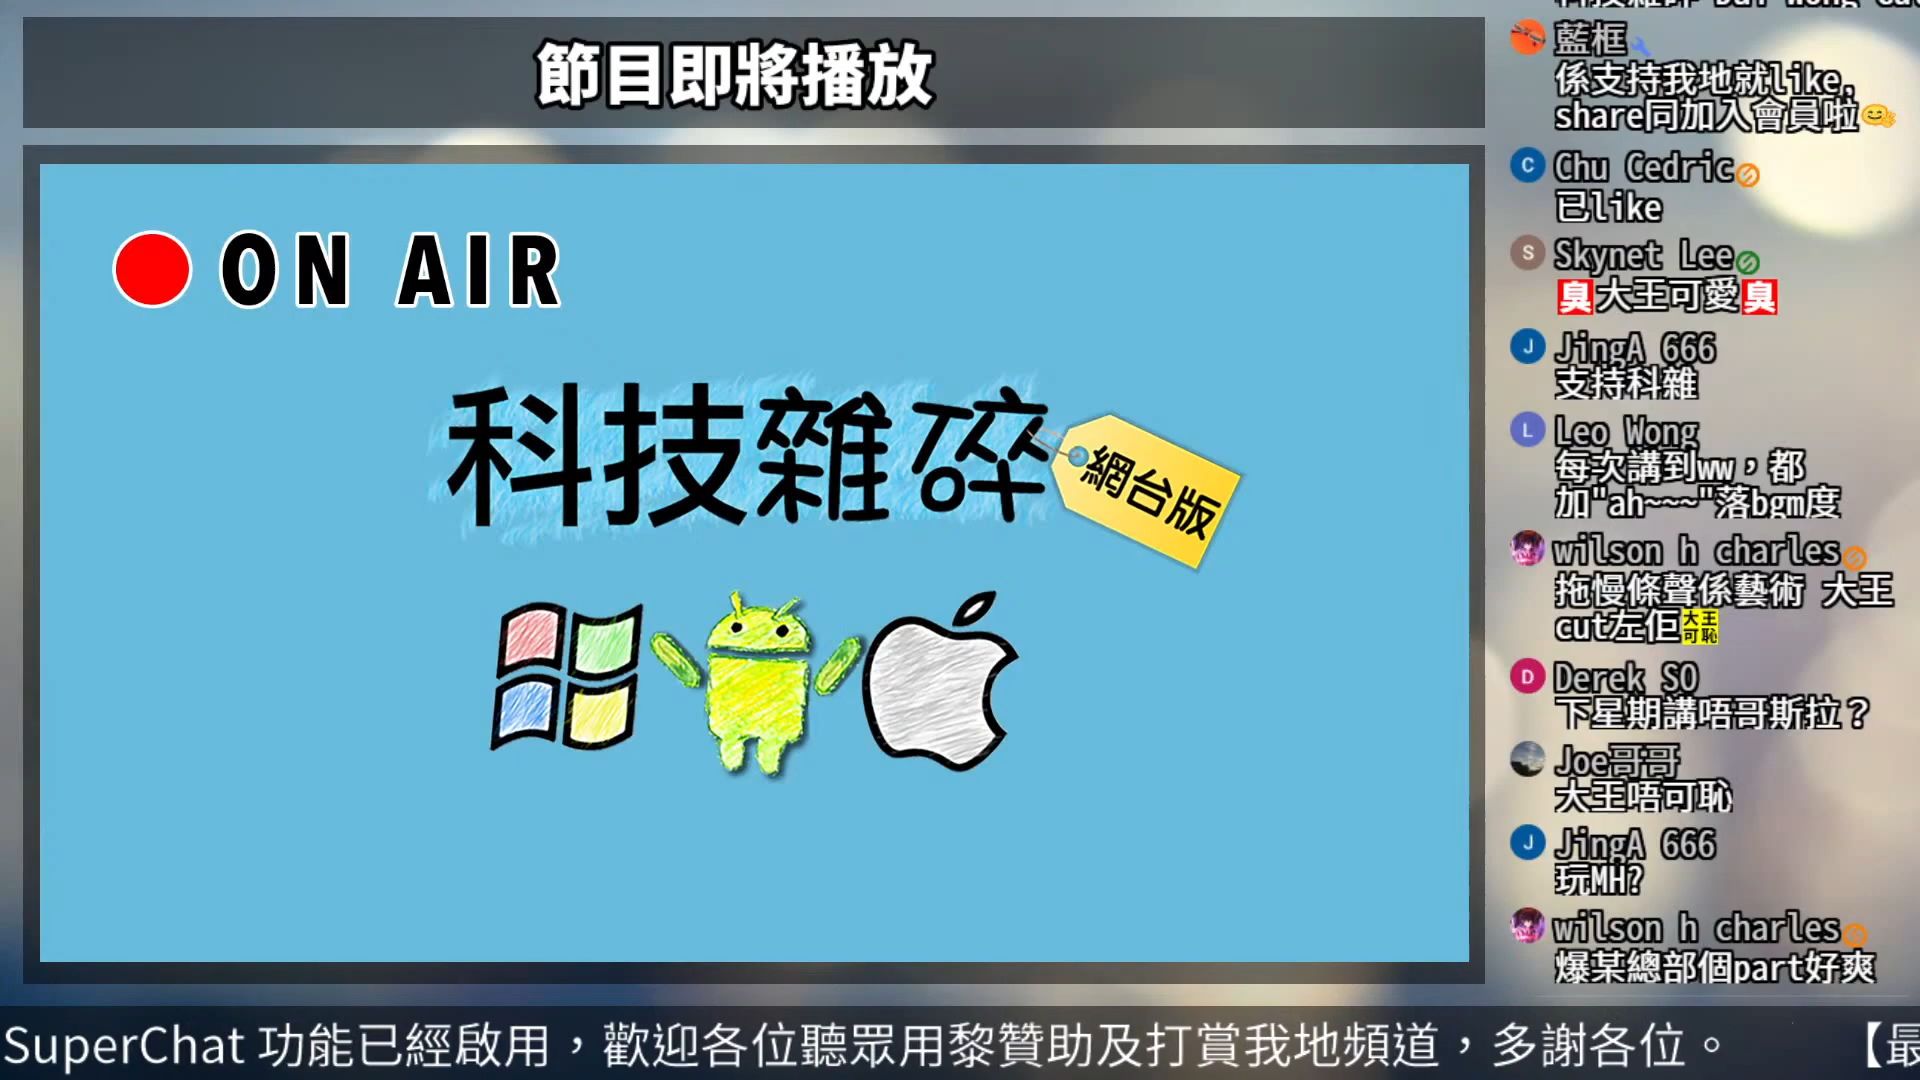 節目即將播放
ON AIR
科技雜碎
網台版
藍框
係支持我地就like,
share同加入會員啦
C
Chu Cedric
已like
S
Skynet Lee
臭大王可愛臭
J
JingA 666
支持科雜
L
Leo Wong
每次講到ww，都
加"ah~~~"落bgm度
wilson h charles
拖慢條聲係藝術 大王
cut左佢大王可恥
D
Derek SO
下星期講唔哥斯拉？
Joe哥哥
大王唔可恥
J
JingA 666
玩MH?
wilson h charles
爆某總部個part好爽
SuperChat 功能已經啟用，歡迎各位聽眾用黎贊助及打賞我地頻道，多謝各位。 【最